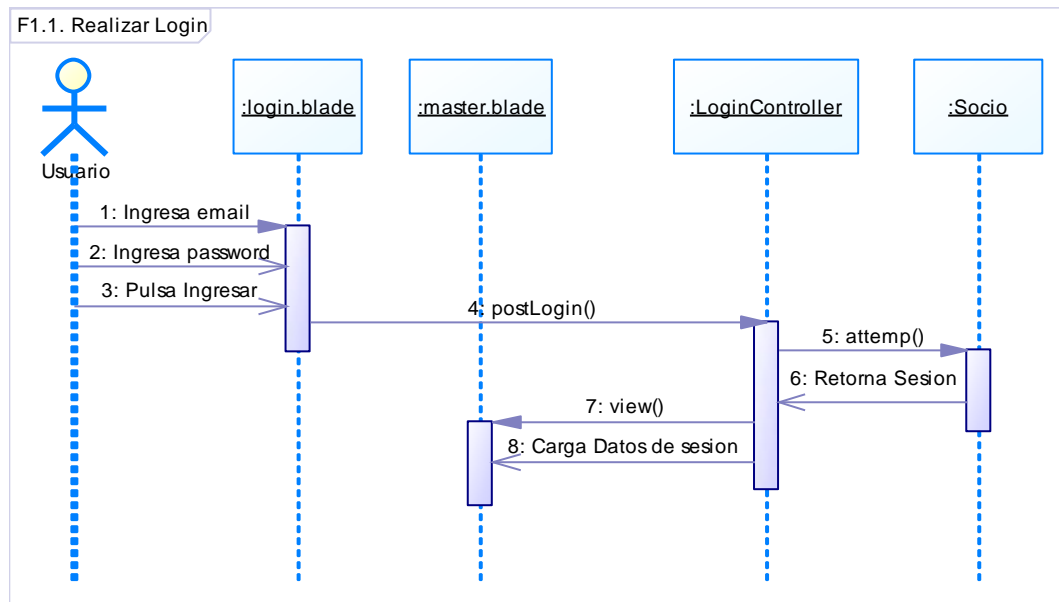 F1.1. Realizar Login
:login.blade
:master.blade
:LoginController
:Socio
Usuario
1: Ingresa email
2: Ingresa password
3: Pulsa Ingresar
4: postLogin()
5: attemp()
6: Retorna Sesion
7: view()
8: Carga Datos de sesion